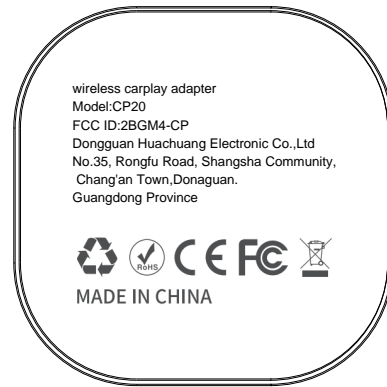 wireless carplay adapter
Model:CP20
FCC ID:2BGM4-CP
Dongguan Huachuang Electronic Co.,Ltd
No.35, Rongfu Road, Shangsha Community,
Chang'an Town,Donaguan.
Guangdong Province
RoHS CE FC
MADE IN CHINA